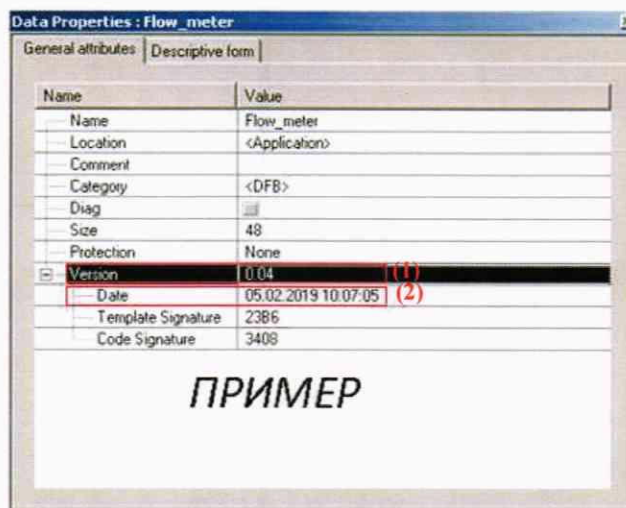 Data Properties : Flow_meter
General attributes Descriptive form
Name Value
Name Flow_meter
Location <Application>
Comment
Category <DFB>
Diag
Size 48
Protection None
Version 0.04 (1)
Date 05.02.2019 10:07:05 (2)
Template Signature 23B6
Code Signature 3408
ПРИМЕР